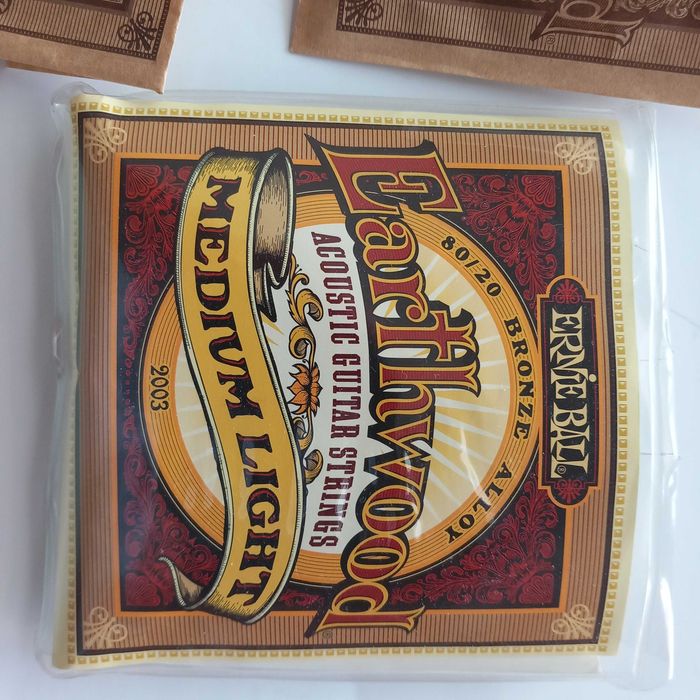 ERNIE BALL®
80/20 BRONZE ALLOY
Earthwood®
ACOUSTIC GUITAR STRINGS
MEDIUM LIGHT
2003